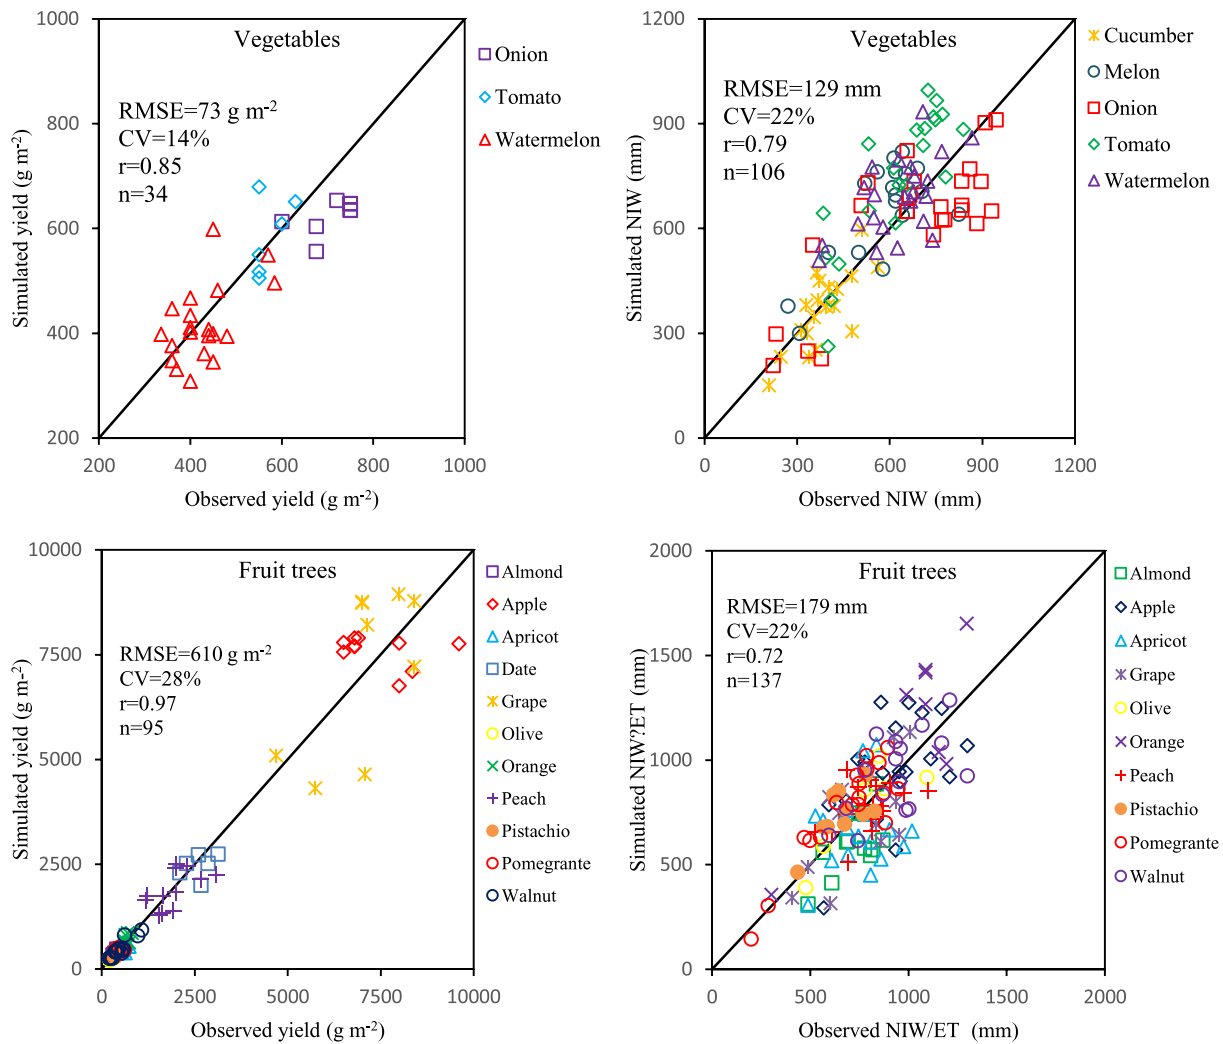 Vegetables
RMSE=73 g m-2
CV=14%
r=0.85
n=34
1000
800
600
400
200
200
400
600
800
1000
Simulated yield (g m-2)
Observed yield (g m-2)
Onion
Tomato
Watermelon
Vegetables
RMSE=129 mm
CV=22%
r=0.79
n=106
1200
900
600
300
0
0
300
600
900
1200
Simulated NIW (mm)
Observed NIW (mm)
Cucumber
Melon
Onion
Tomato
Watermelon
Fruit trees
RMSE=610 g m-2
CV=28%
r=0.97
n=95
10000
7500
5000
2500
0
0
2500
5000
7500
10000
Simulated yield (g m-2)
Observed yield (g m-2)
Almond
Apple
Apricot
Date
Grape
Olive
Orange
Peach
Pistachio
Pomegrante
Walnut
Fruit trees
RMSE=179 mm
CV=22%
r=0.72
n=137
2000
1500
1000
500
0
0
500
1000
1500
2000
Simulated NIW?ET (mm)
Observed NIW/ET (mm)
Almond
Apple
Apricot
Grape
Olive
Orange
Peach
Pistachio
Pomegrante
Walnut